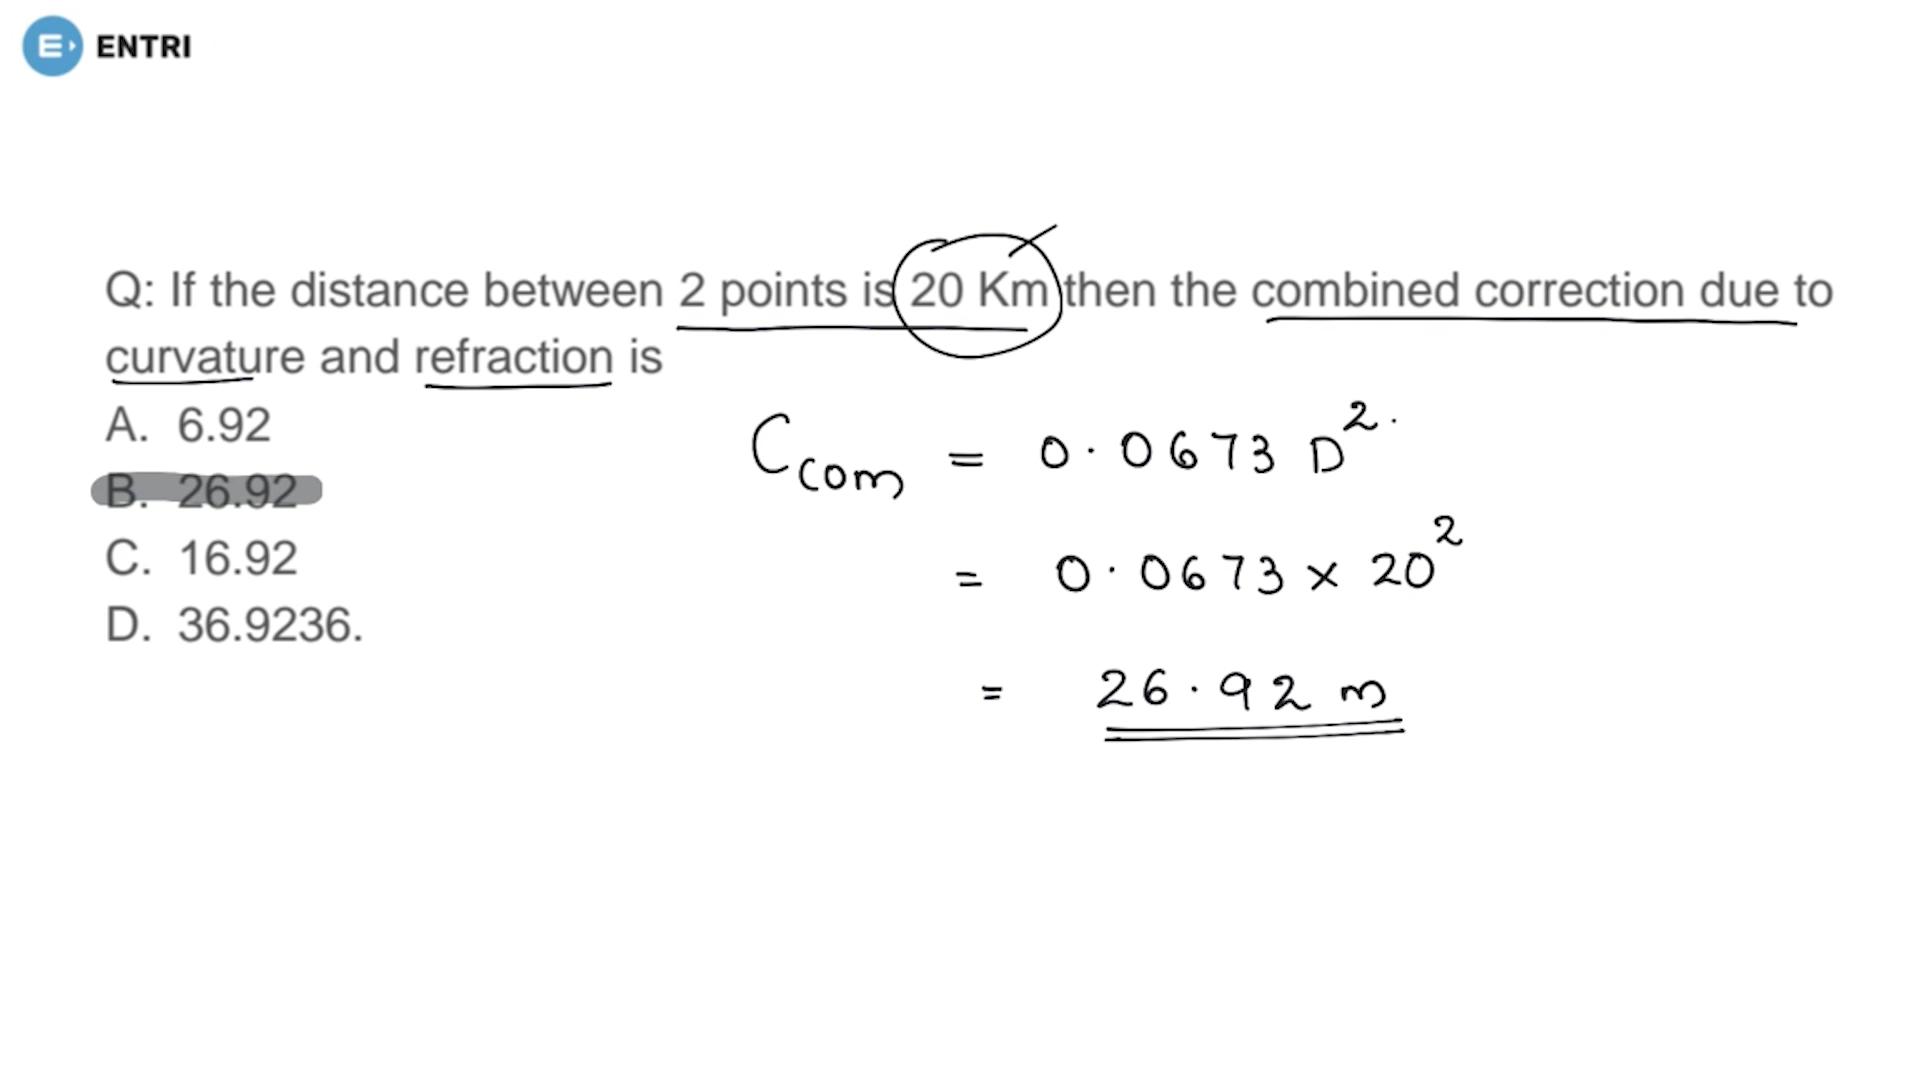 ENTRI
Q: If the distance between 2 points is 20 Km then the combined correction due to
curvature and refraction is
A. 6.92
B. 26.92
C. 16.92
D. 36.9236.
Ccom = 0.0673 D².
= 0.0673 × 20²
= 26.92 m